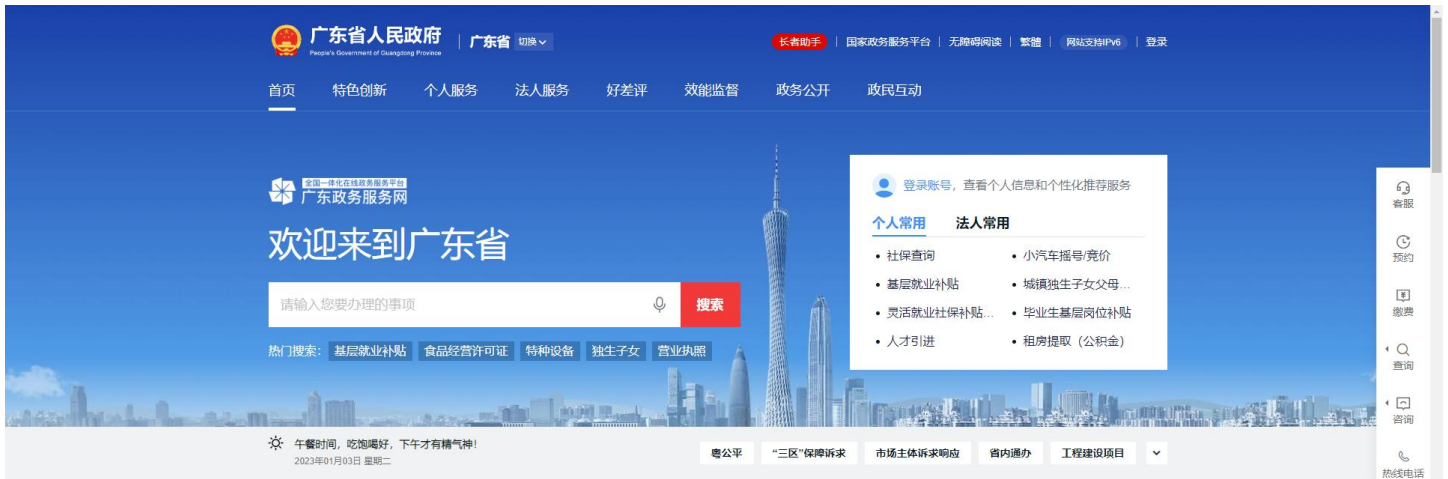 广东省人民政府
People's Government of Guangdong Province
广东省 切换
长者助手 国家政务服务平台 无障碍阅读 繁體 网站支持IPv6 登录
首页 特色创新 个人服务 法人服务 好差评 效能监督 政务公开 政民互动
全国一体化在线政务服务平台
广东政务服务网
欢迎来到广东省
请输入您要办理的事项 搜索
热门搜索: 基层就业补贴 食品经营许可证 特种设备 独生子女 营业执照
登录账号，查看个人信息和个性化推荐服务
个人常用 法人常用
• 社保查询 • 小汽车摇号/竞价
• 基层就业补贴 • 城镇独生子女父母...
• 灵活就业社保补贴... • 毕业生基层岗位补贴
• 人才引进 • 租房提取（公积金）
客服
预约
缴费
查询
咨询
热线电话
午餐时间，吃饱喝好，下午才有精气神！
2023年01月03日 星期二
粤公平 “三区”保障诉求 市场主体诉求响应 省内通办 工程建设项目